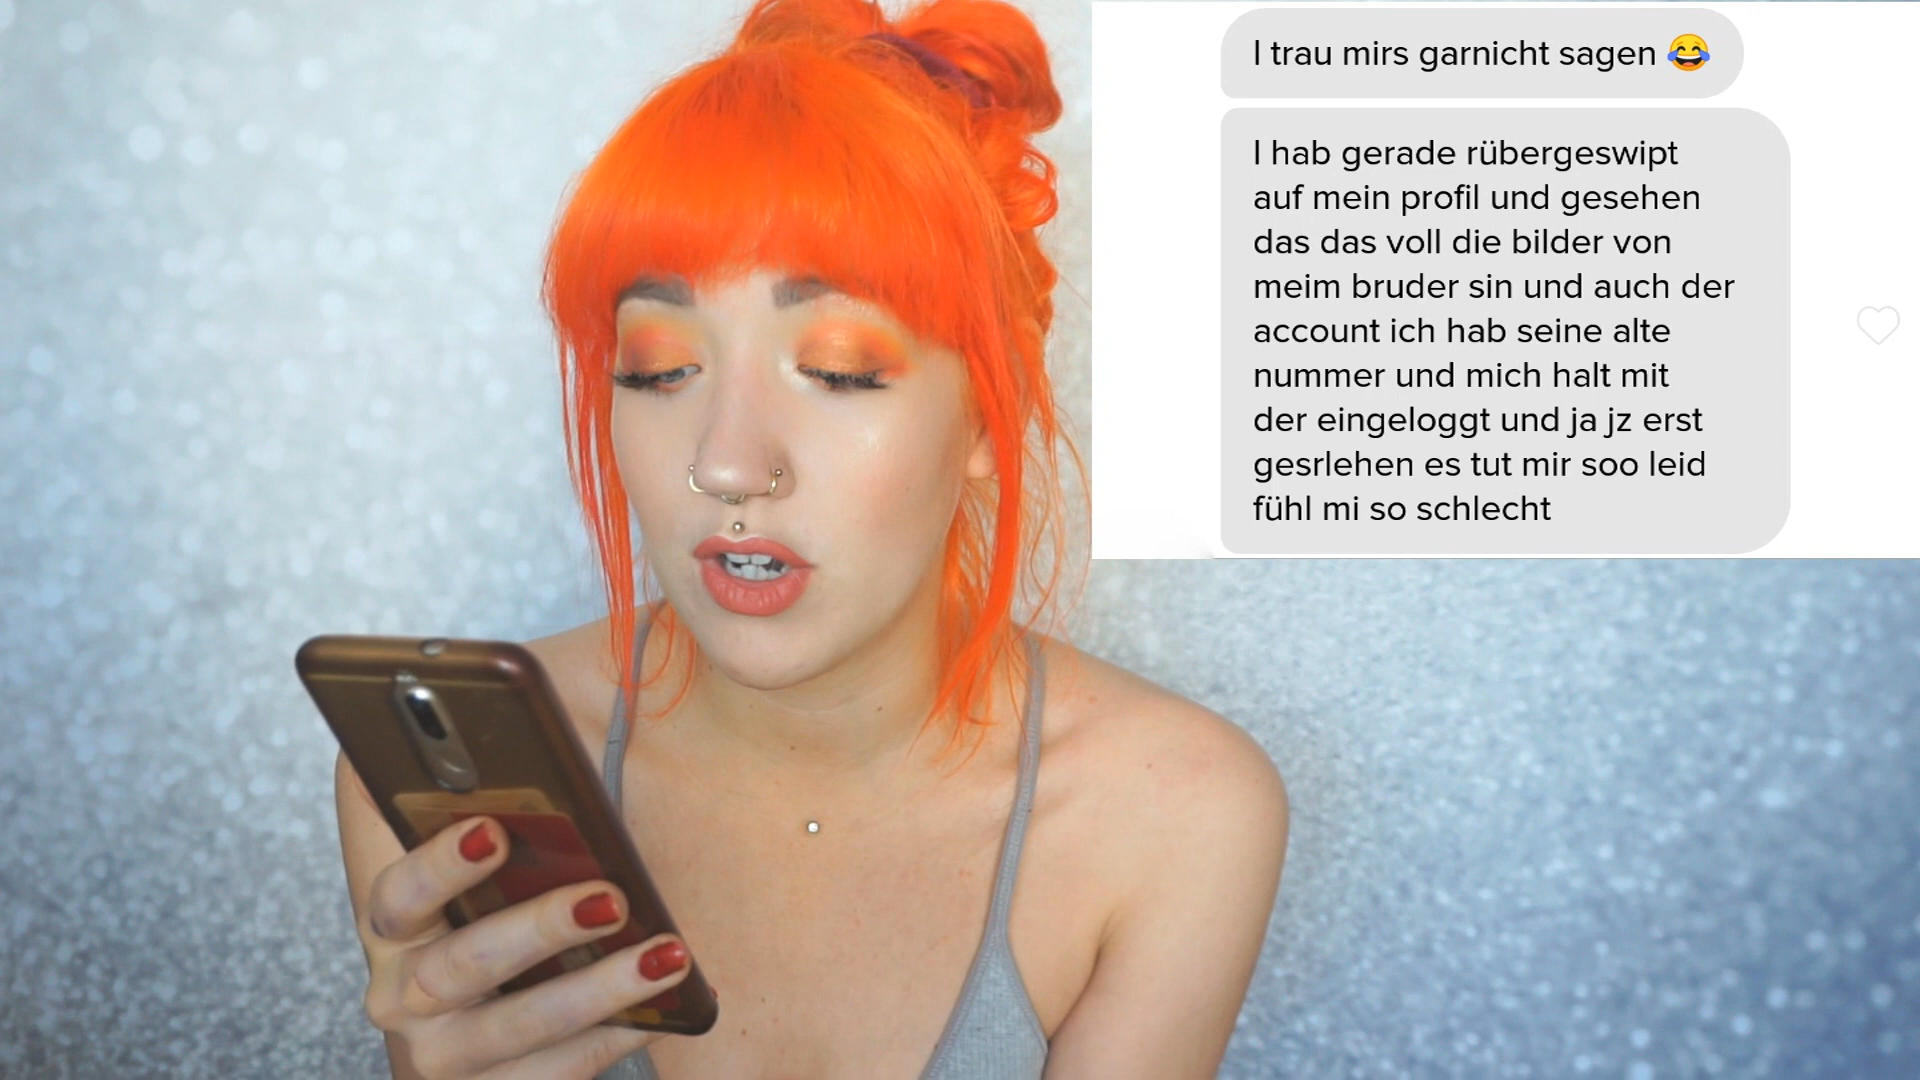 I trau mirs garnicht sagen 😂
I hab gerade rübergeswipt
auf mein profil und gesehen
das das voll die bilder von
meim bruder sin und auch der
account ich hab seine alte
nummer und mich halt mit
der eingeloggt und ja jz erst
gesrlehen es tut mir soo leid
fühl mi so schlecht